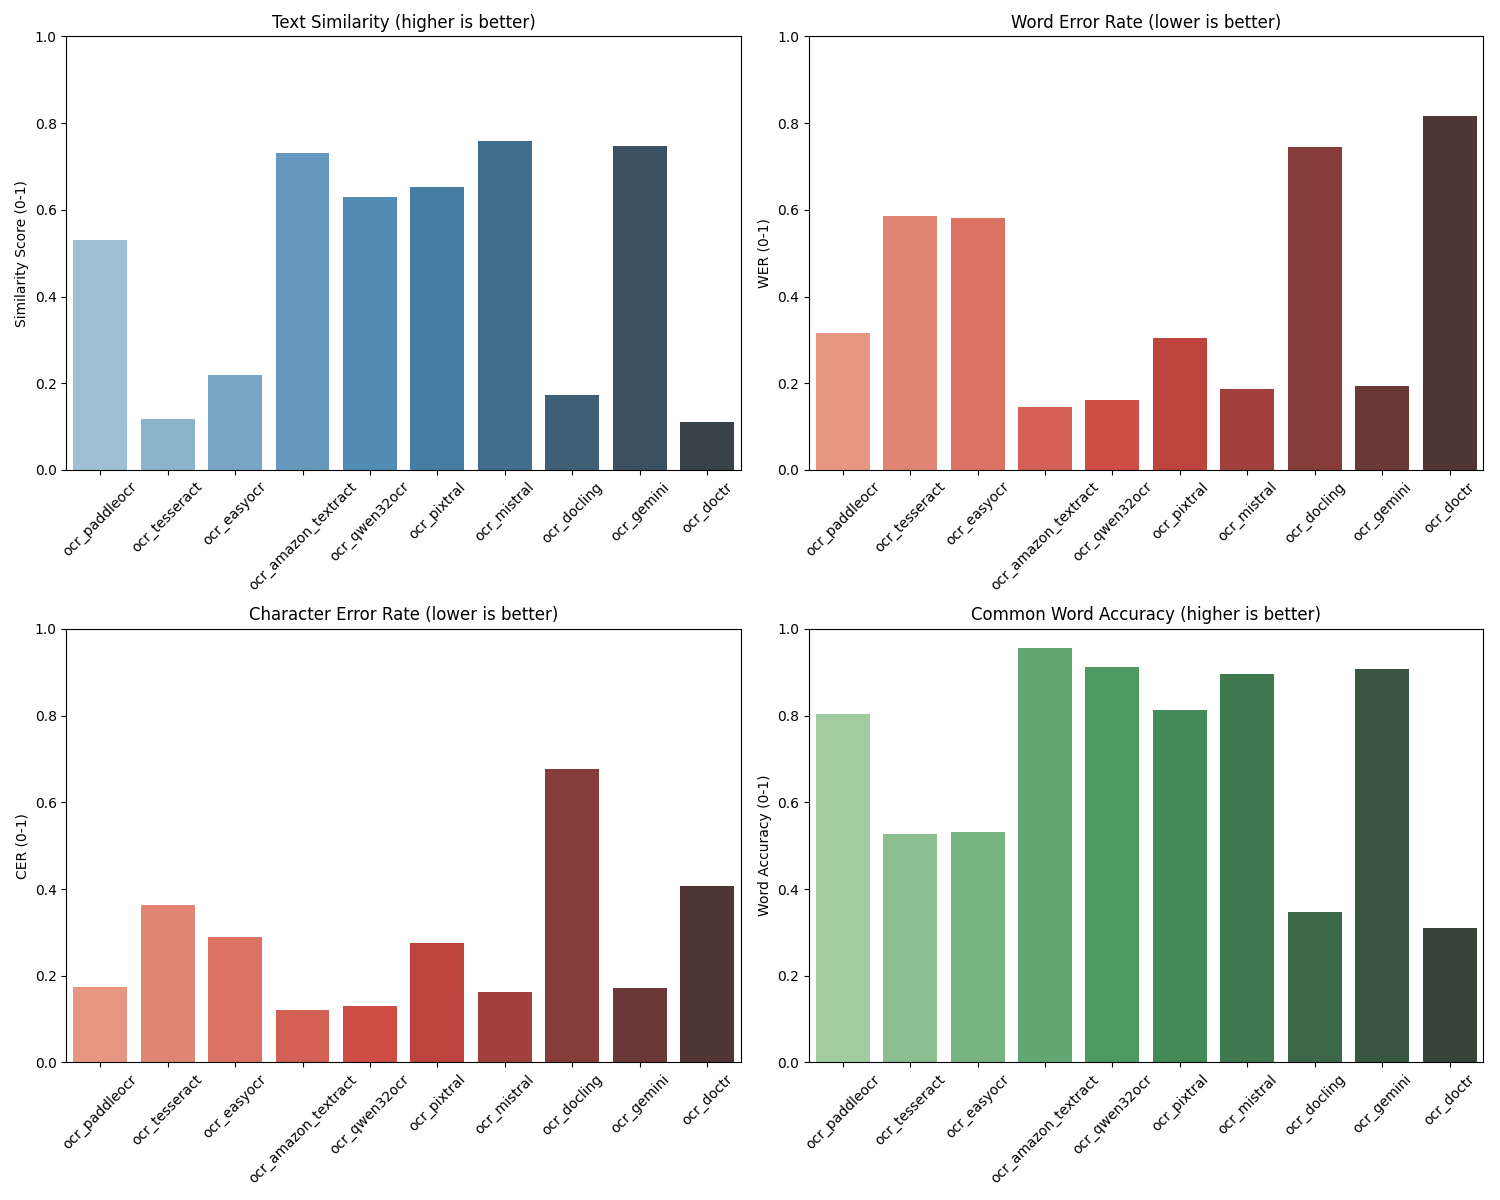 Text Similarity (higher is better)
Similarity Score (0-1)
1.0
0.8
0.6
0.4
0.2
0.0
ocr_paddleocr
ocr_tesseract
ocr_easyocr
ocr_amazon_textract
ocr_qwen32ocr
ocr_pixtral
ocr_mistral
ocr_docling
ocr_gemini
ocr_doctr
Word Error Rate (lower is better)
WER (0-1)
1.0
0.8
0.6
0.4
0.2
0.0
ocr_paddleocr
ocr_tesseract
ocr_easyocr
ocr_amazon_textract
ocr_qwen32ocr
ocr_pixtral
ocr_mistral
ocr_docling
ocr_gemini
ocr_doctr
Character Error Rate (lower is better)
CER (0-1)
1.0
0.8
0.6
0.4
0.2
0.0
ocr_paddleocr
ocr_tesseract
ocr_easyocr
ocr_amazon_textract
ocr_qwen32ocr
ocr_pixtral
ocr_mistral
ocr_docling
ocr_gemini
ocr_doctr
Common Word Accuracy (higher is better)
Word Accuracy (0-1)
1.0
0.8
0.6
0.4
0.2
0.0
ocr_paddleocr
ocr_tesseract
ocr_easyocr
ocr_amazon_textract
ocr_qwen32ocr
ocr_pixtral
ocr_mistral
ocr_docling
ocr_gemini
ocr_doctr